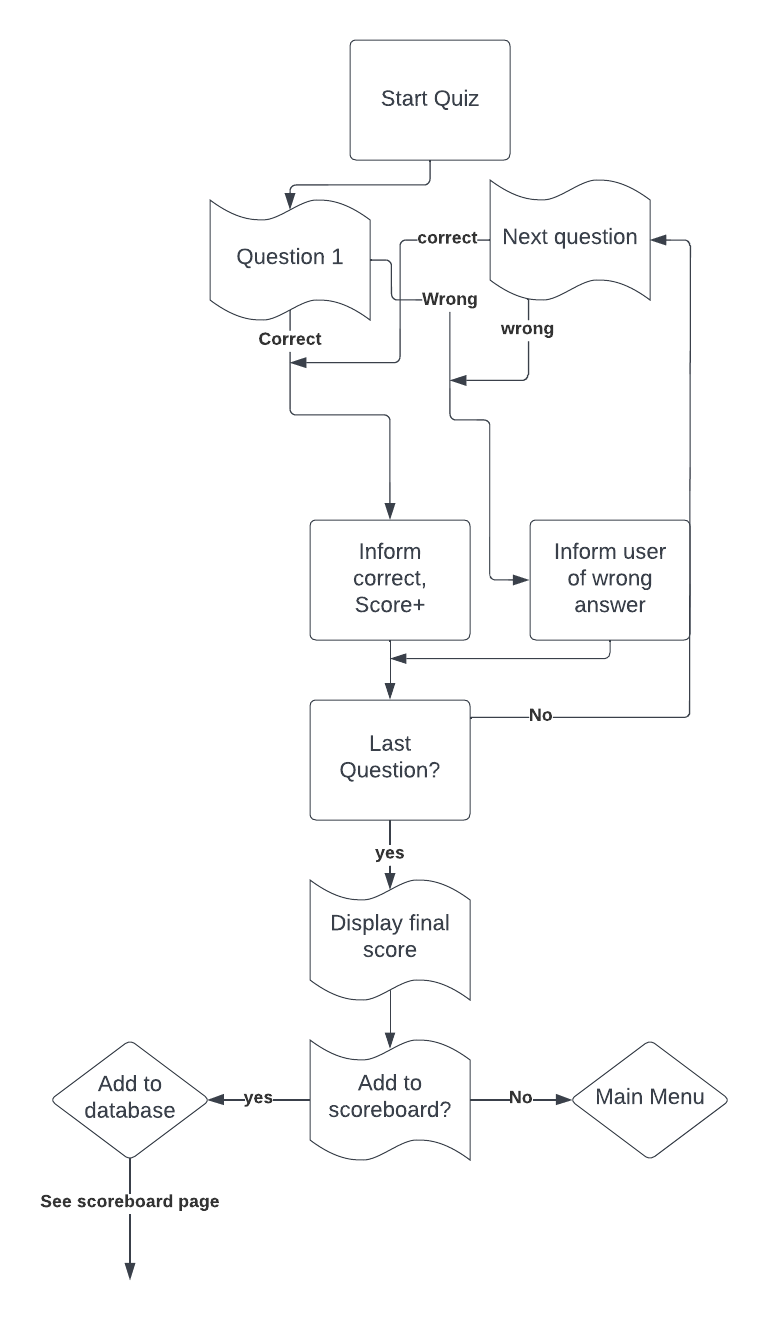 Start Quiz
Question 1
correct
Next question
Wrong
wrong
Correct
Inform
correct,
Score+
Inform user
of wrong
answer
Last
Question?
No
yes
Display final
score
Add to
database
yes
Add to
scoreboard?
No
Main Menu
See scoreboard page